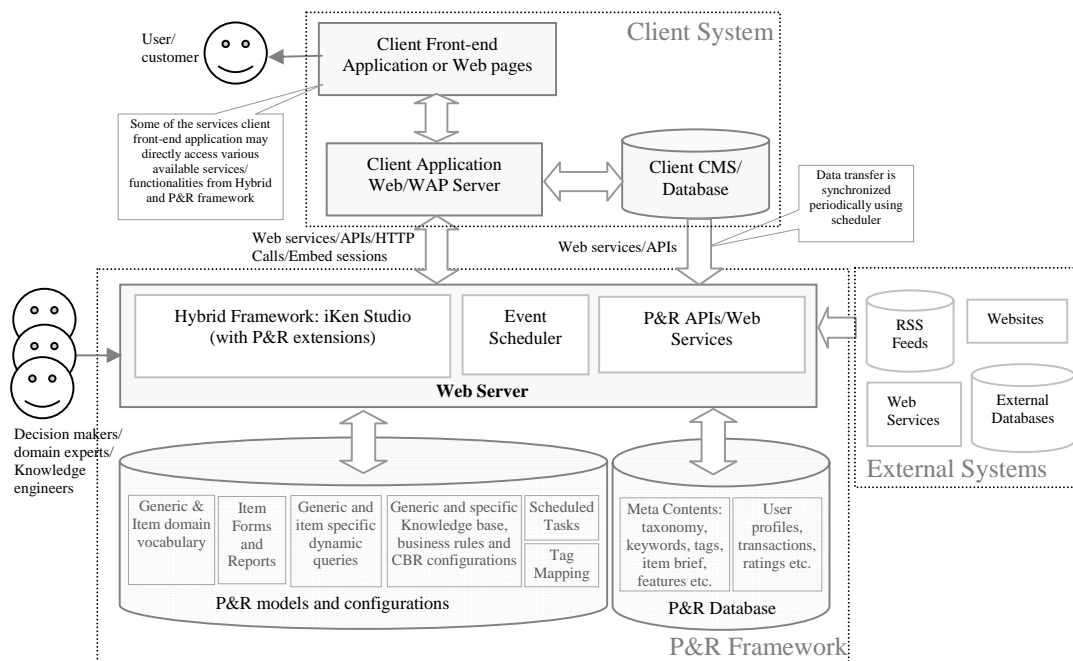 Client System
User/
customer
Client Front-end
Application or Web pages
Some of the services client
front-end application may
directly access various
available services/
functionalities from Hybrid
and P&R framework
Client Application
Web/WAP Server
Client CMS/
Database
Data transfer is
synchronized
periodically using
scheduler
Web services/APIs/HTTP
Calls/Embed sessions
Web services/APIs
Hybrid Framework: iKen Studio
(with P&R extensions)
Event
Scheduler
P&R APIs/Web
Services
Web Server
RSS
Feeds
Websites
Web
Services
External
Databases
External Systems
Decision makers/
domain experts/
Knowledge
engineers
Generic &
Item domain
vocabulary
Item
Forms
and
Reports
Generic and
item specific
dynamic
queries
Generic and specific
Knowledge base,
business rules and
CBR configurations
Scheduled
Tasks
Tag
Mapping
P&R models and configurations
Meta Contents:
taxonomy,
keywords, tags,
item brief,
features etc.
User
profiles,
transactions,
ratings etc.
P&R Database
P&R Framework